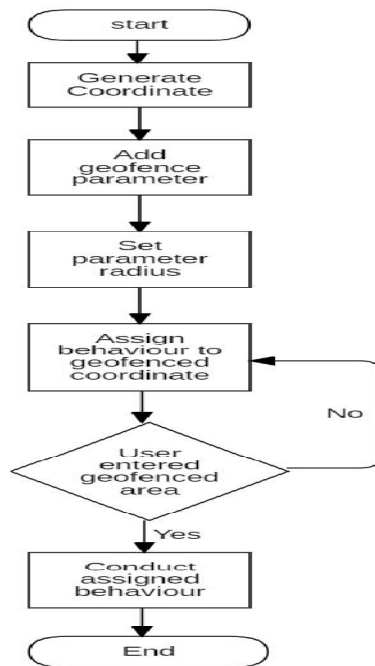 start
Generate
Coordinate
Add
geofence
parameter
Set
parameter
radius
Assign
behaviour to
geofenced
coordinate
No
User
entered
geofenced
area
Yes
Conduct
assigned
behaviour
End